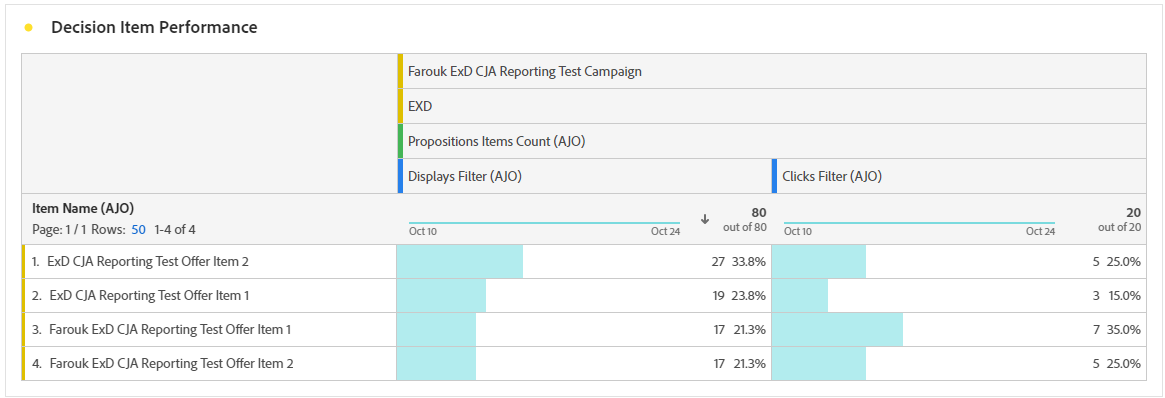 Decision Item Performance
Farouk ExD CJA Reporting Test Campaign
EXD
Propositions Items Count (AJO)
Displays Filter (AJO) Clicks Filter (AJO)
Item Name (AJO) 80 20
Page: 1 / 1 Rows: 50 1-4 of 4 Oct 10 Oct 24 out of 80 Oct 10 Oct 24 out of 20
1. ExD CJA Reporting Test Offer Item 2 27 33.8% 5 25.0%
2. ExD CJA Reporting Test Offer Item 1 19 23.8% 3 15.0%
3. Farouk ExD CJA Reporting Test Offer Item 1 17 21.3% 7 35.0%
4. Farouk ExD CJA Reporting Test Offer Item 2 17 21.3% 5 25.0%